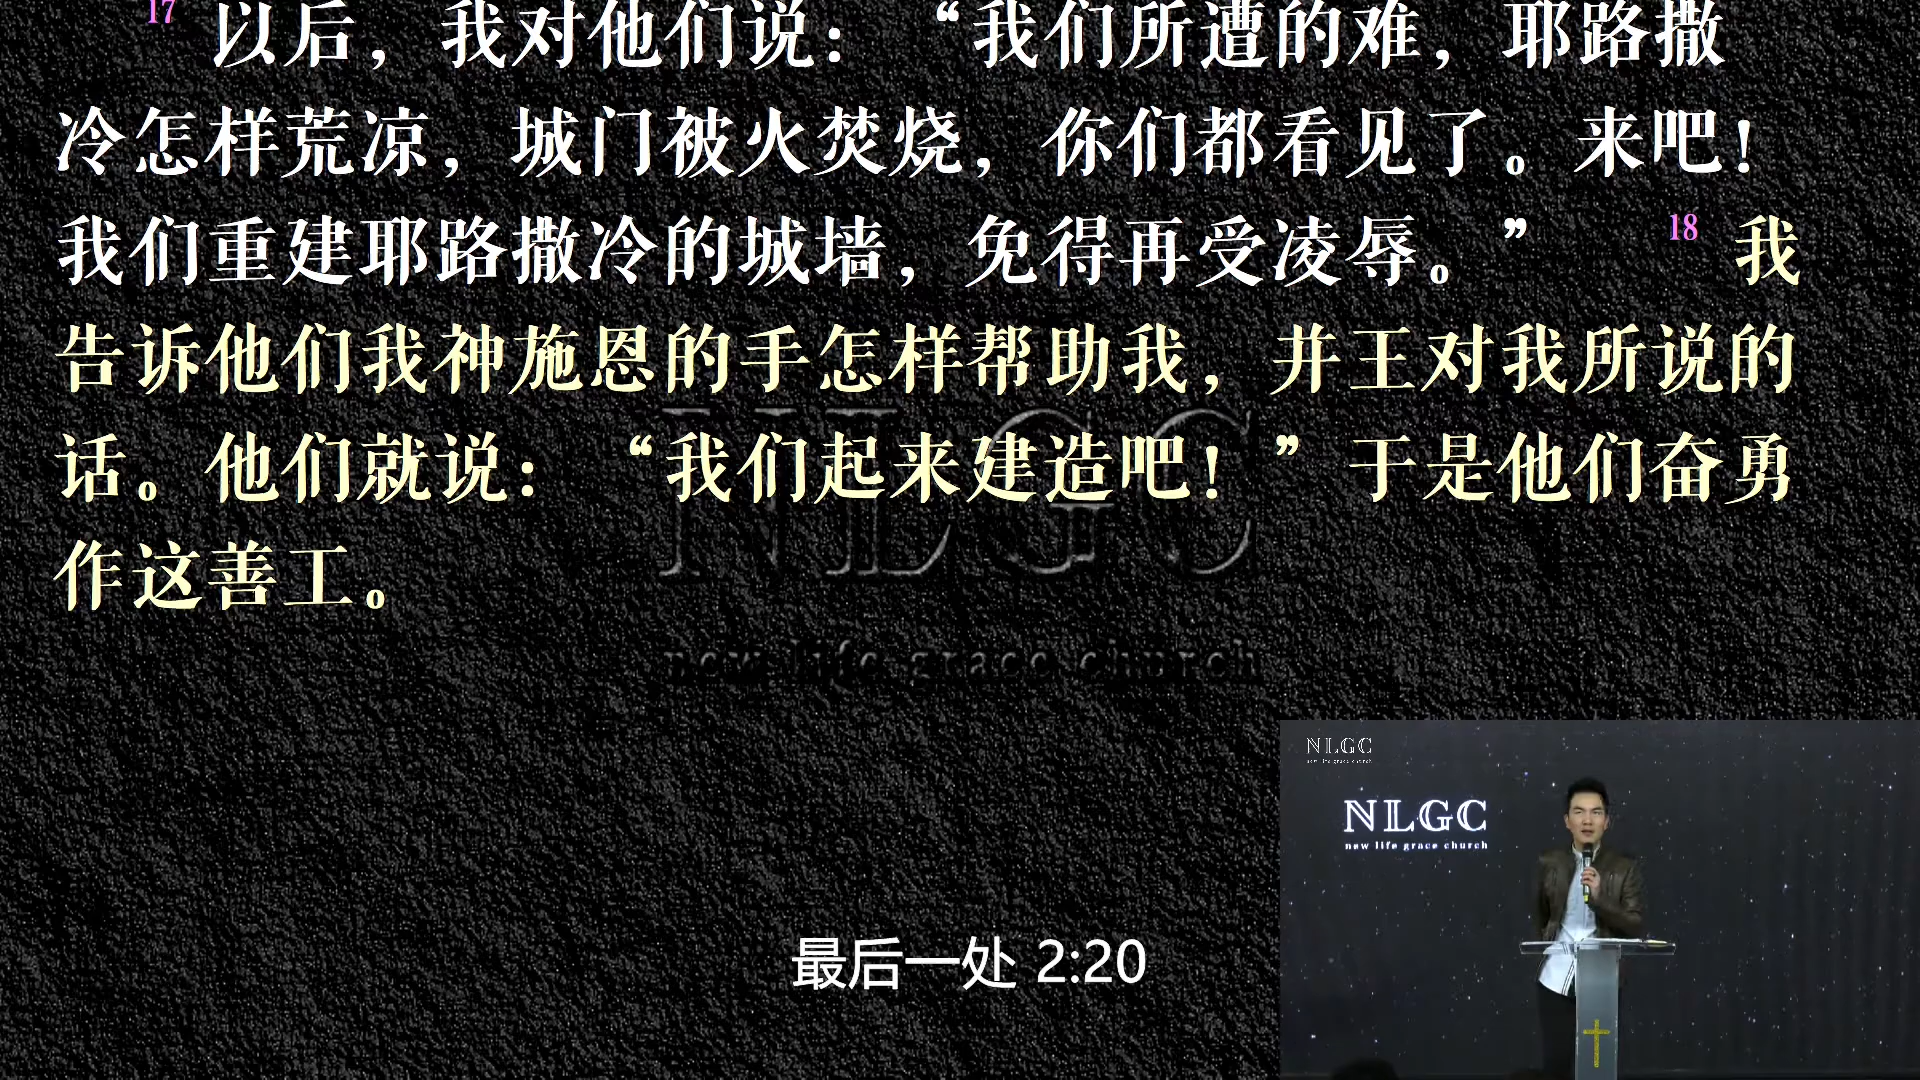 17 以后，我对他们说：“我们所遭的难，耶路撒
冷怎样荒凉，城门被火焚烧，你们都看见了。来吧！
我们重建耶路撒冷的城墙，免得再受凌辱。” 18 我
告诉他们我神施恩的手怎样帮助我，并王对我所说的
话。他们就说：“我们起来建造吧！”于是他们奋勇
作这善工。
NLGC
new life grace church
最后一处 2:20
NLGC
new life grace church
NLGC
new life grace church